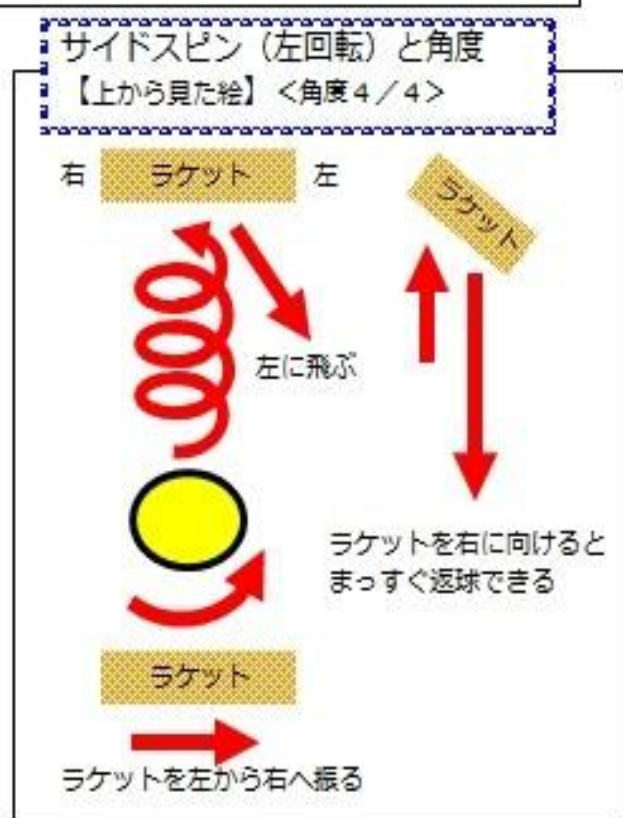 サイドスピン（左回転）と角度
【上から見た絵】＜角度４／４＞
右 ラケット 左
ラケット
左に飛ぶ
ラケットを右に向けると
まっすぐ返球できる
ラケット
ラケットを左から右へ振る